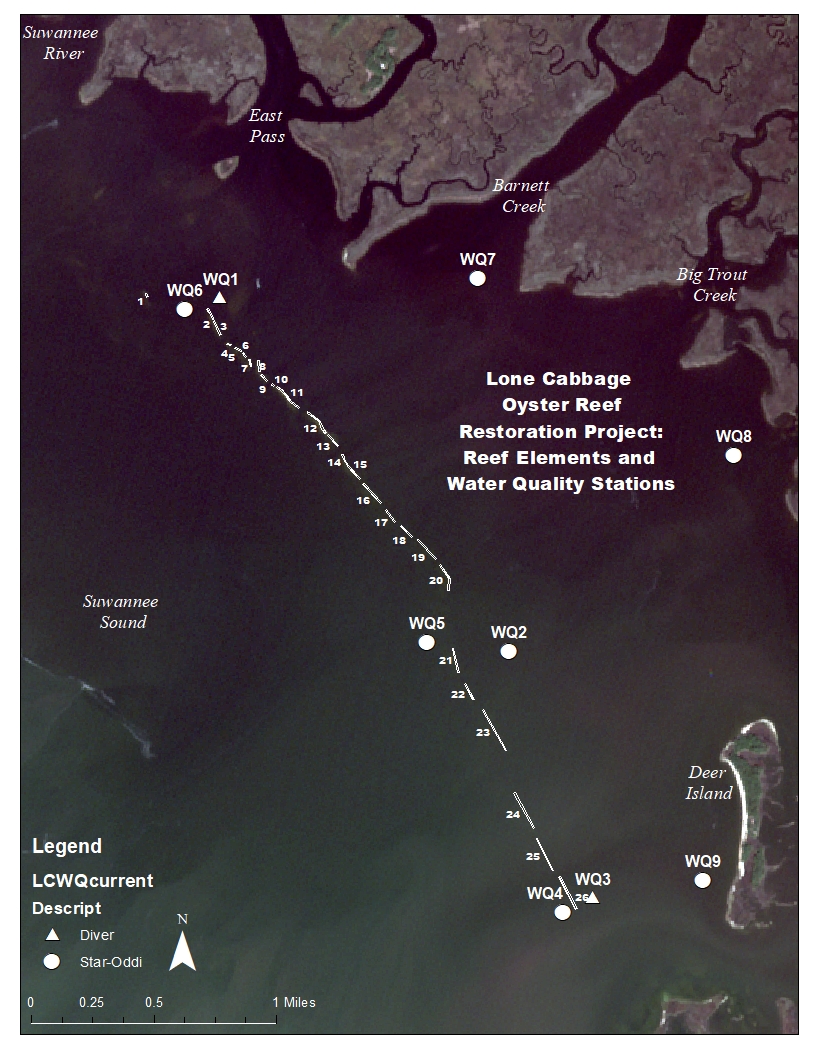 Suwannee
River
East
Pass
Barnett
Creek
WQ7
Big Trout
Creek
WQ1
WQ6
1
2
3
4
5
6
7
8
9
10
11
12
13
14
15
16
17
18
19
20
Lone Cabbage
Oyster Reef
Restoration Project:
Reef Elements and
Water Quality Stations
WQ8
Suwannee
Sound
WQ5
WQ2
21
22
23
24
25
26
Deer
Island
WQ9
WQ3
WQ4
Legend
LCWQcurrent
Descript
Diver
Star-Oddi
N
0 0.25 0.5 1 Miles